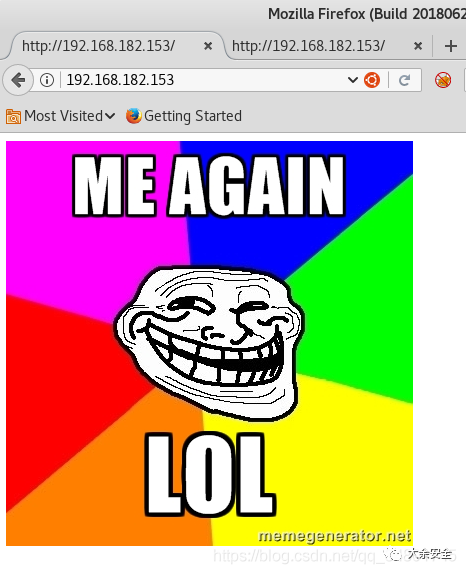 Mozilla Firefox (Build 2018062
http://192.168.182.153/
http://192.168.182.153/
192.168.182.153
Most Visited
Getting Started
ME AGAIN
LOL
memegenerator.net
大余安全
https://blog.csdn.net/qq_